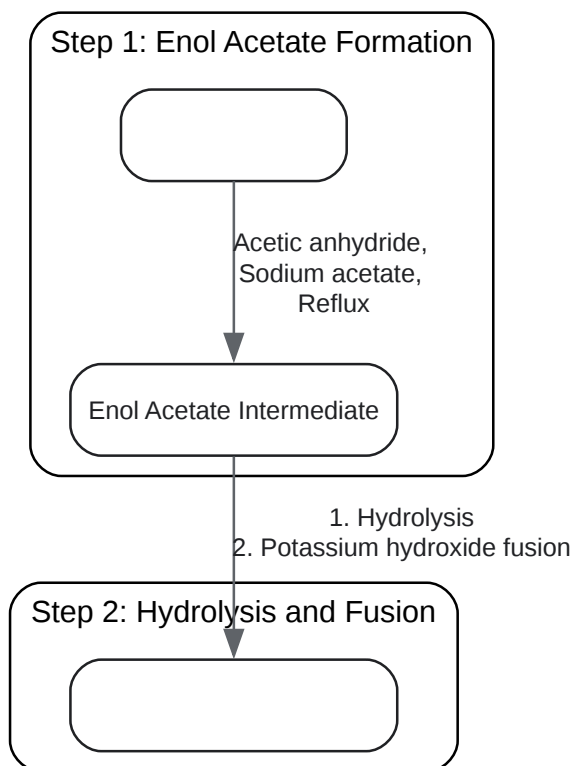 Step 1: Enol Acetate Formation
Acetic anhydride,
Sodium acetate,
Reflux
Enol Acetate Intermediate
1. Hydrolysis
2. Potassium hydroxide fusion
Step 2: Hydrolysis and Fusion